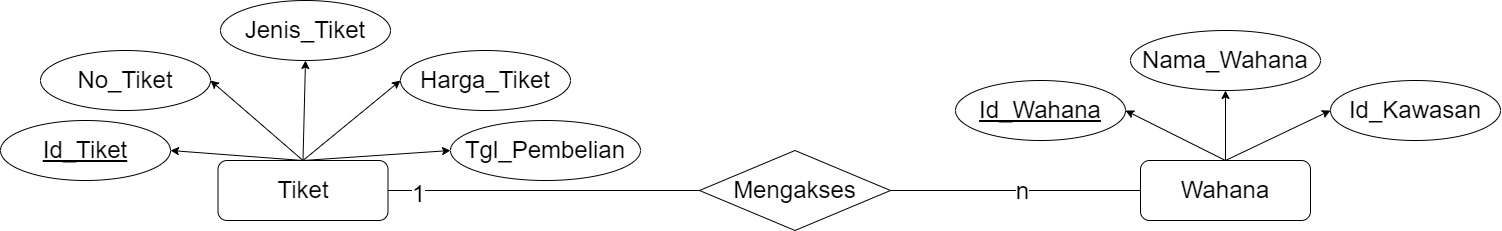 Jenis_Tiket
No_Tiket
Harga_Tiket
Id_Tiket
Tgl_Pembelian
Tiket
1
Mengakses
n
Nama_Wahana
Id_Wahana
Id_Kawasan
Wahana